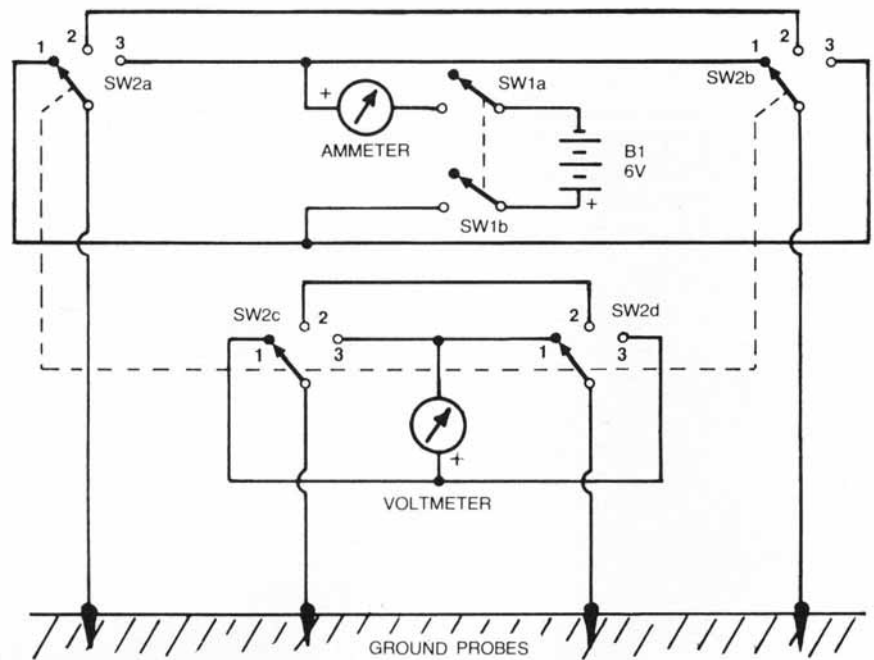 1 2 3
SW2a
+
AMMETER
SW1a
SW1b
B1
6V
+
1 2 3
SW2b
SW2c
1 2 3
SW2d
1 2 3
+
VOLTMETER
GROUND PROBES